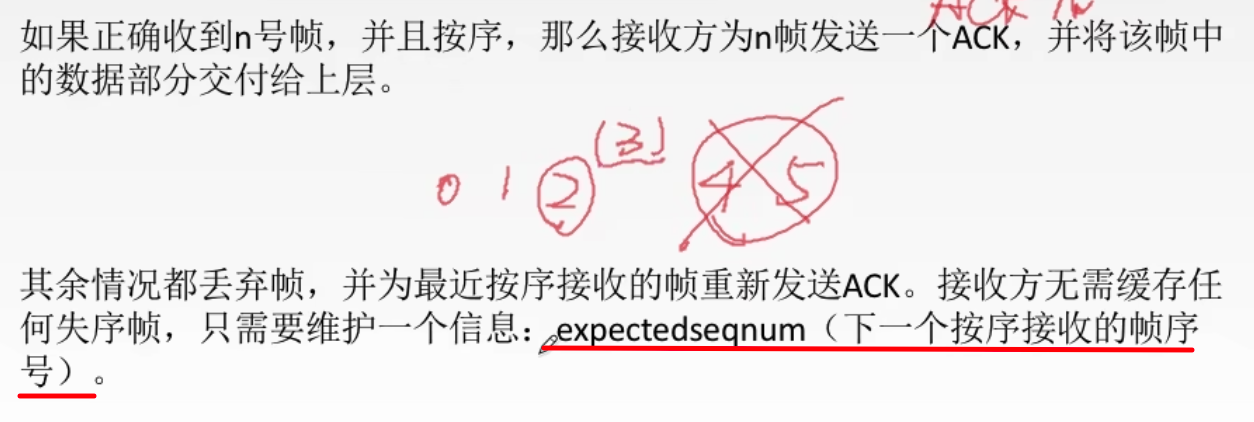 ACK n
如果正确收到n号帧，并且按序，那么接收方为n帧发送一个ACK，并将该帧中
的数据部分交付给上层。
0 1 2 (3) 4 5
其余情况都丢弃帧，并为最近按序接收的帧重新发送ACK。接收方无需缓存任
何失序帧，只需要维护一个信息：expectedseqnum（下一个按序接收的帧序
号）。